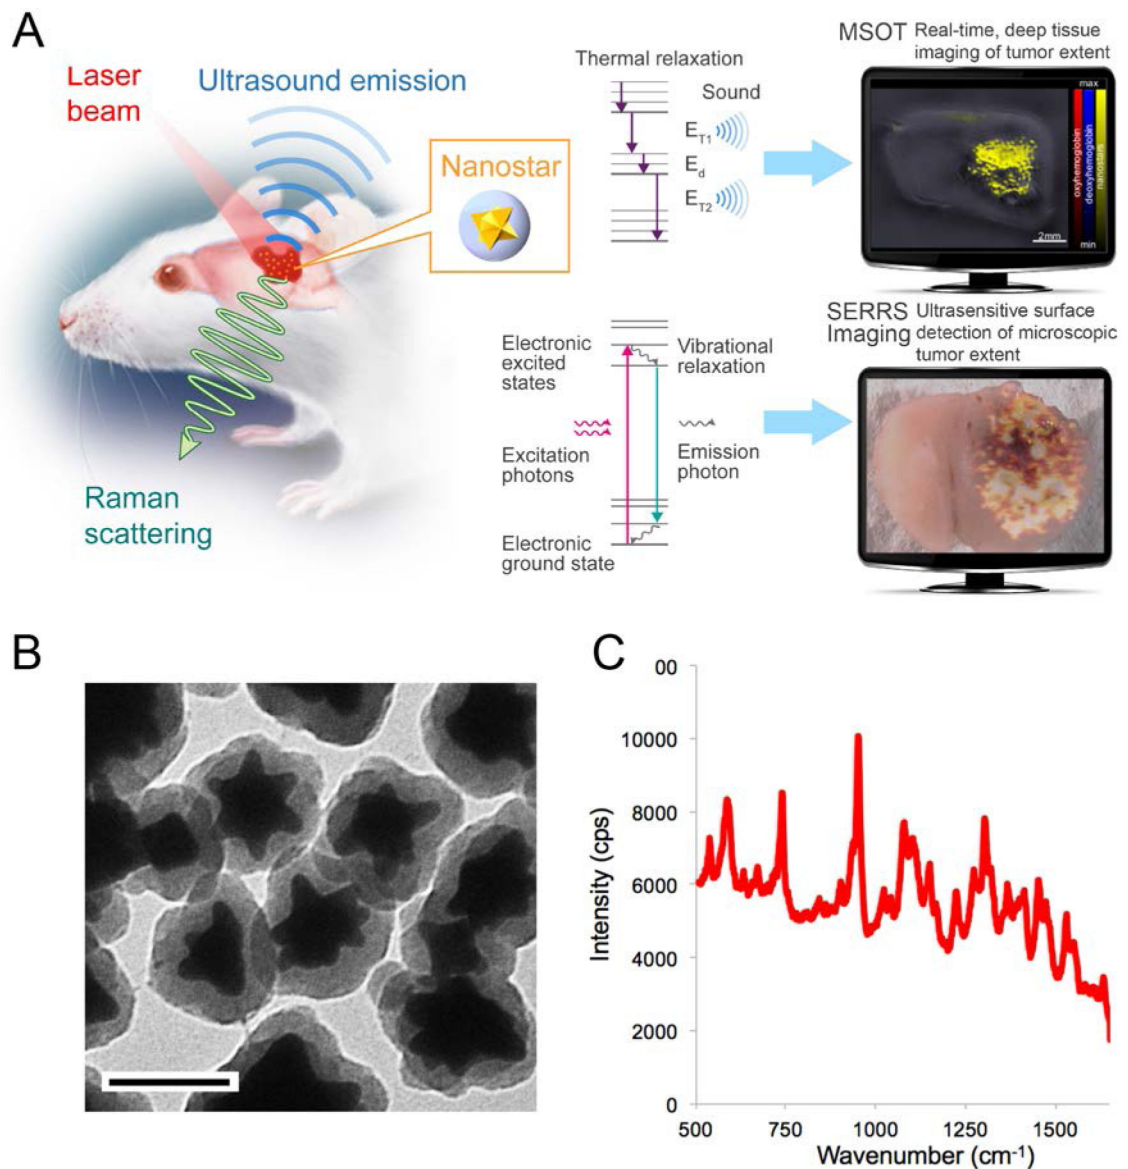 A
Laser
beam
Ultrasound emission
Nanostar
Raman
scattering
Thermal relaxation
Sound
E_T1
E_d
E_T2
MSOT Real-time, deep tissue
imaging of tumor extent
max
oxyhemoglobin
deoxyhemoglobin
nanostars
min
2mm
Electronic
excited
states
Vibrational
relaxation
Excitation
photons
Emission
photon
Electronic
ground state
SERRS Ultrasensitive surface
Imaging detection of microscopic
tumor extent
B
C
00
10000
8000
6000
4000
2000
0
Intensity (cps)
500 750 1000 1250 1500
Wavenumber (cm⁻¹)